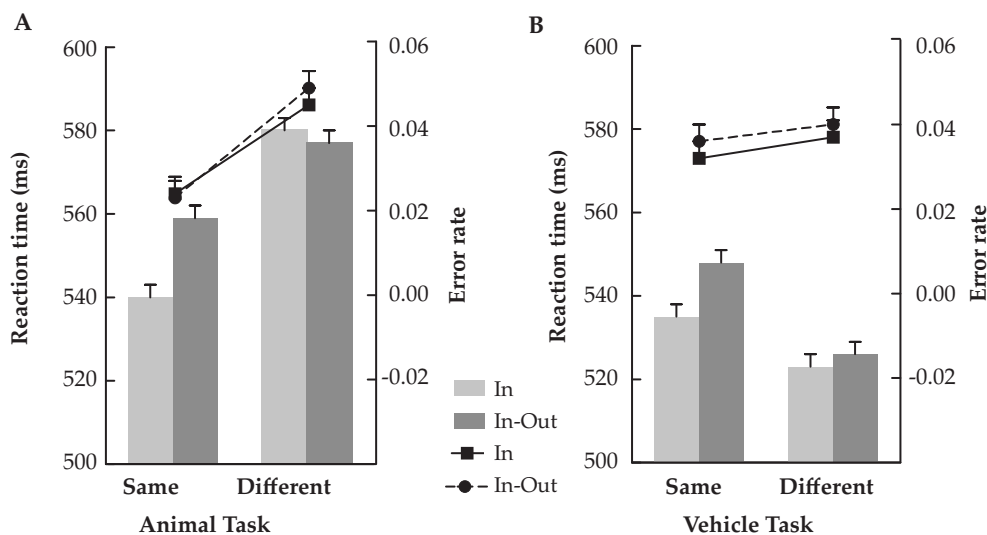 A
Reaction time (ms)
600
580
560
540
520
500
0.06
0.04
0.02
0.00
-0.02
Error rate
Same
Different
Animal Task
In
In-Out
In
In-Out
B
Reaction time (ms)
600
580
560
540
520
500
0.06
0.04
0.02
0.00
-0.02
Error rate
Same
Different
Vehicle Task